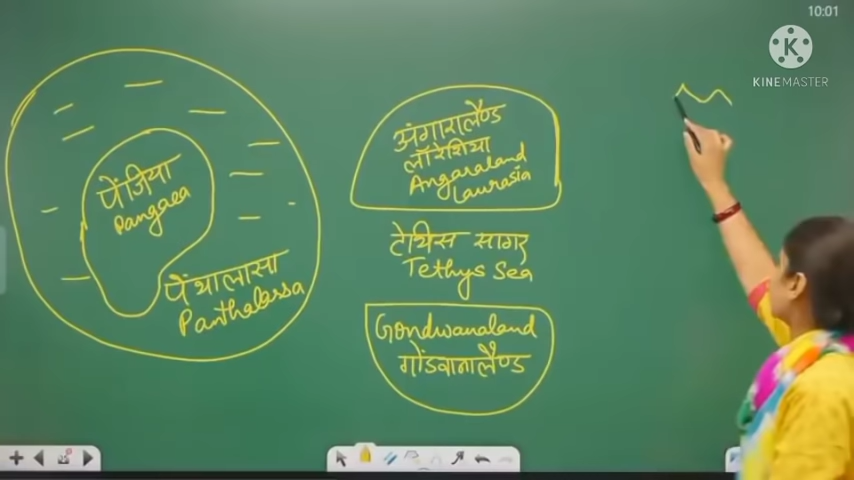 10:01
K
KINEMASTER
पेंजिया
Pangaea
पेंथालासा
Panthalassa
अंगारालैण्ड
लॉरेशिया
Angaraland
Laurasia
टेथिस सागर
Tethys Sea
Gondwanaland
गोंडवानालैण्ड